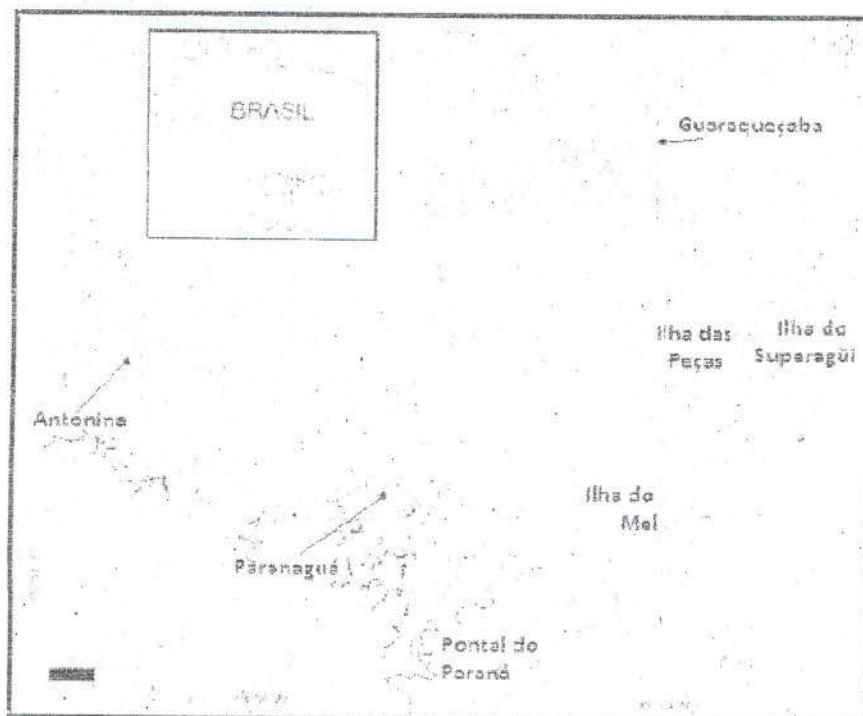 BRASIL
Guaraqueçaba
Ilha das
Peças
Ilha do
Superagüi
Antonina
Ilha do
Mel
Paranaguá
Pontal do
Paraná